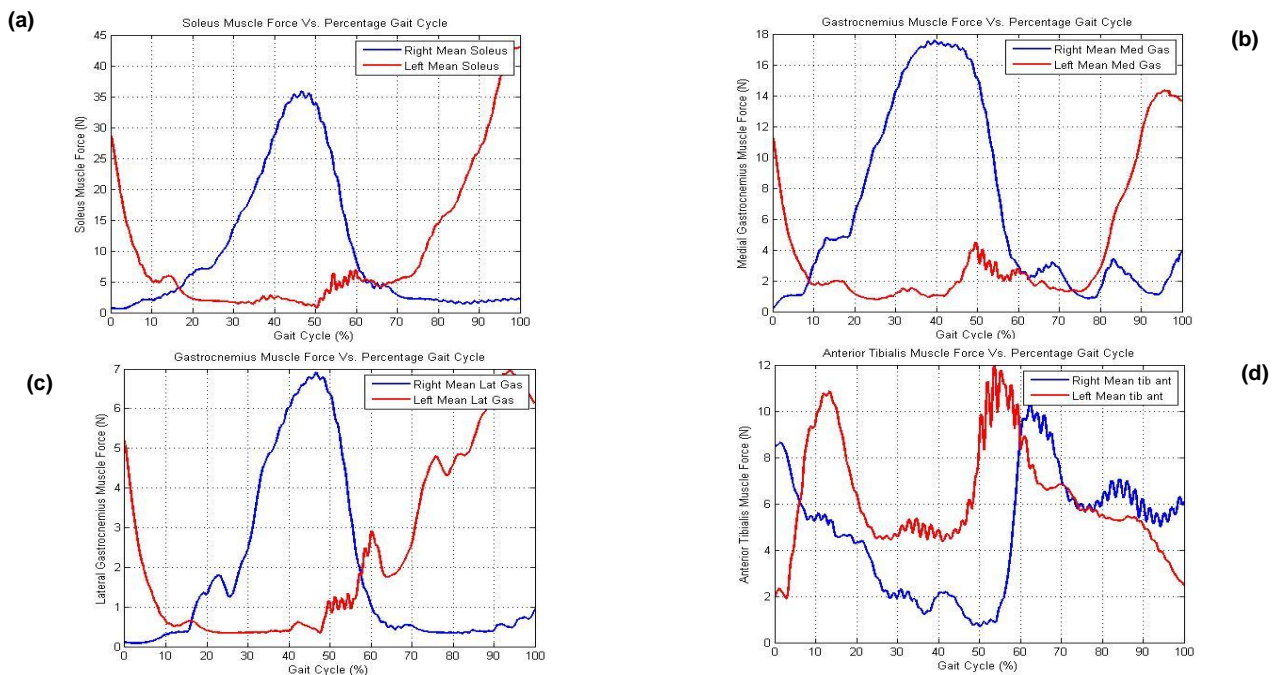 (a)
Soleus Muscle Force Vs. Percentage Gait Cycle
Right Mean Soleus
Left Mean Soleus
Soleus Muscle Force (N)
45
40
35
30
25
20
15
10
5
0
0 10 20 30 40 50 60 70 80 90 100
Gait Cycle (%)
(b)
Gastrocnemius Muscle Force Vs. Percentage Gait Cycle
Right Mean Med Gas
Left Mean Med Gas
Medial Gastrocnemius Muscle Force (N)
18
16
14
12
10
8
6
4
2
0
0 10 20 30 40 50 60 70 80 90 100
Gait Cycle (%)
(c)
Gastrocnemius Muscle Force Vs. Percentage Gait Cycle
Right Mean Lat Gas
Left Mean Lat Gas
Lateral Gastrocnemius Muscle Force (N)
7
6
5
4
3
2
1
0
0 10 20 30 40 50 60 70 80 90 100
Gait Cycle (%)
(d)
Anterior Tibialis Muscle Force Vs. Percentage Gait Cycle
Right Mean tib ant
Left Mean tib ant
Anterior Tibialis Muscle Force (N)
12
10
8
6
4
2
0
0 10 20 30 40 50 60 70 80 90 100
Gait Cycle (%)